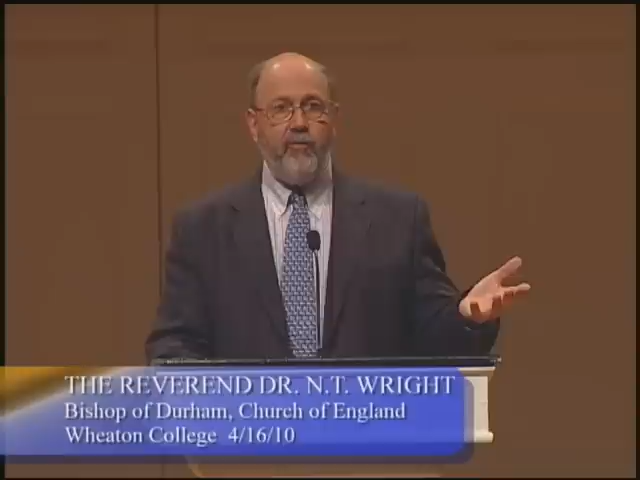 THE REVEREND DR. N.T. WRIGHT
Bishop of Durham, Church of England
Wheaton College 4/16/10